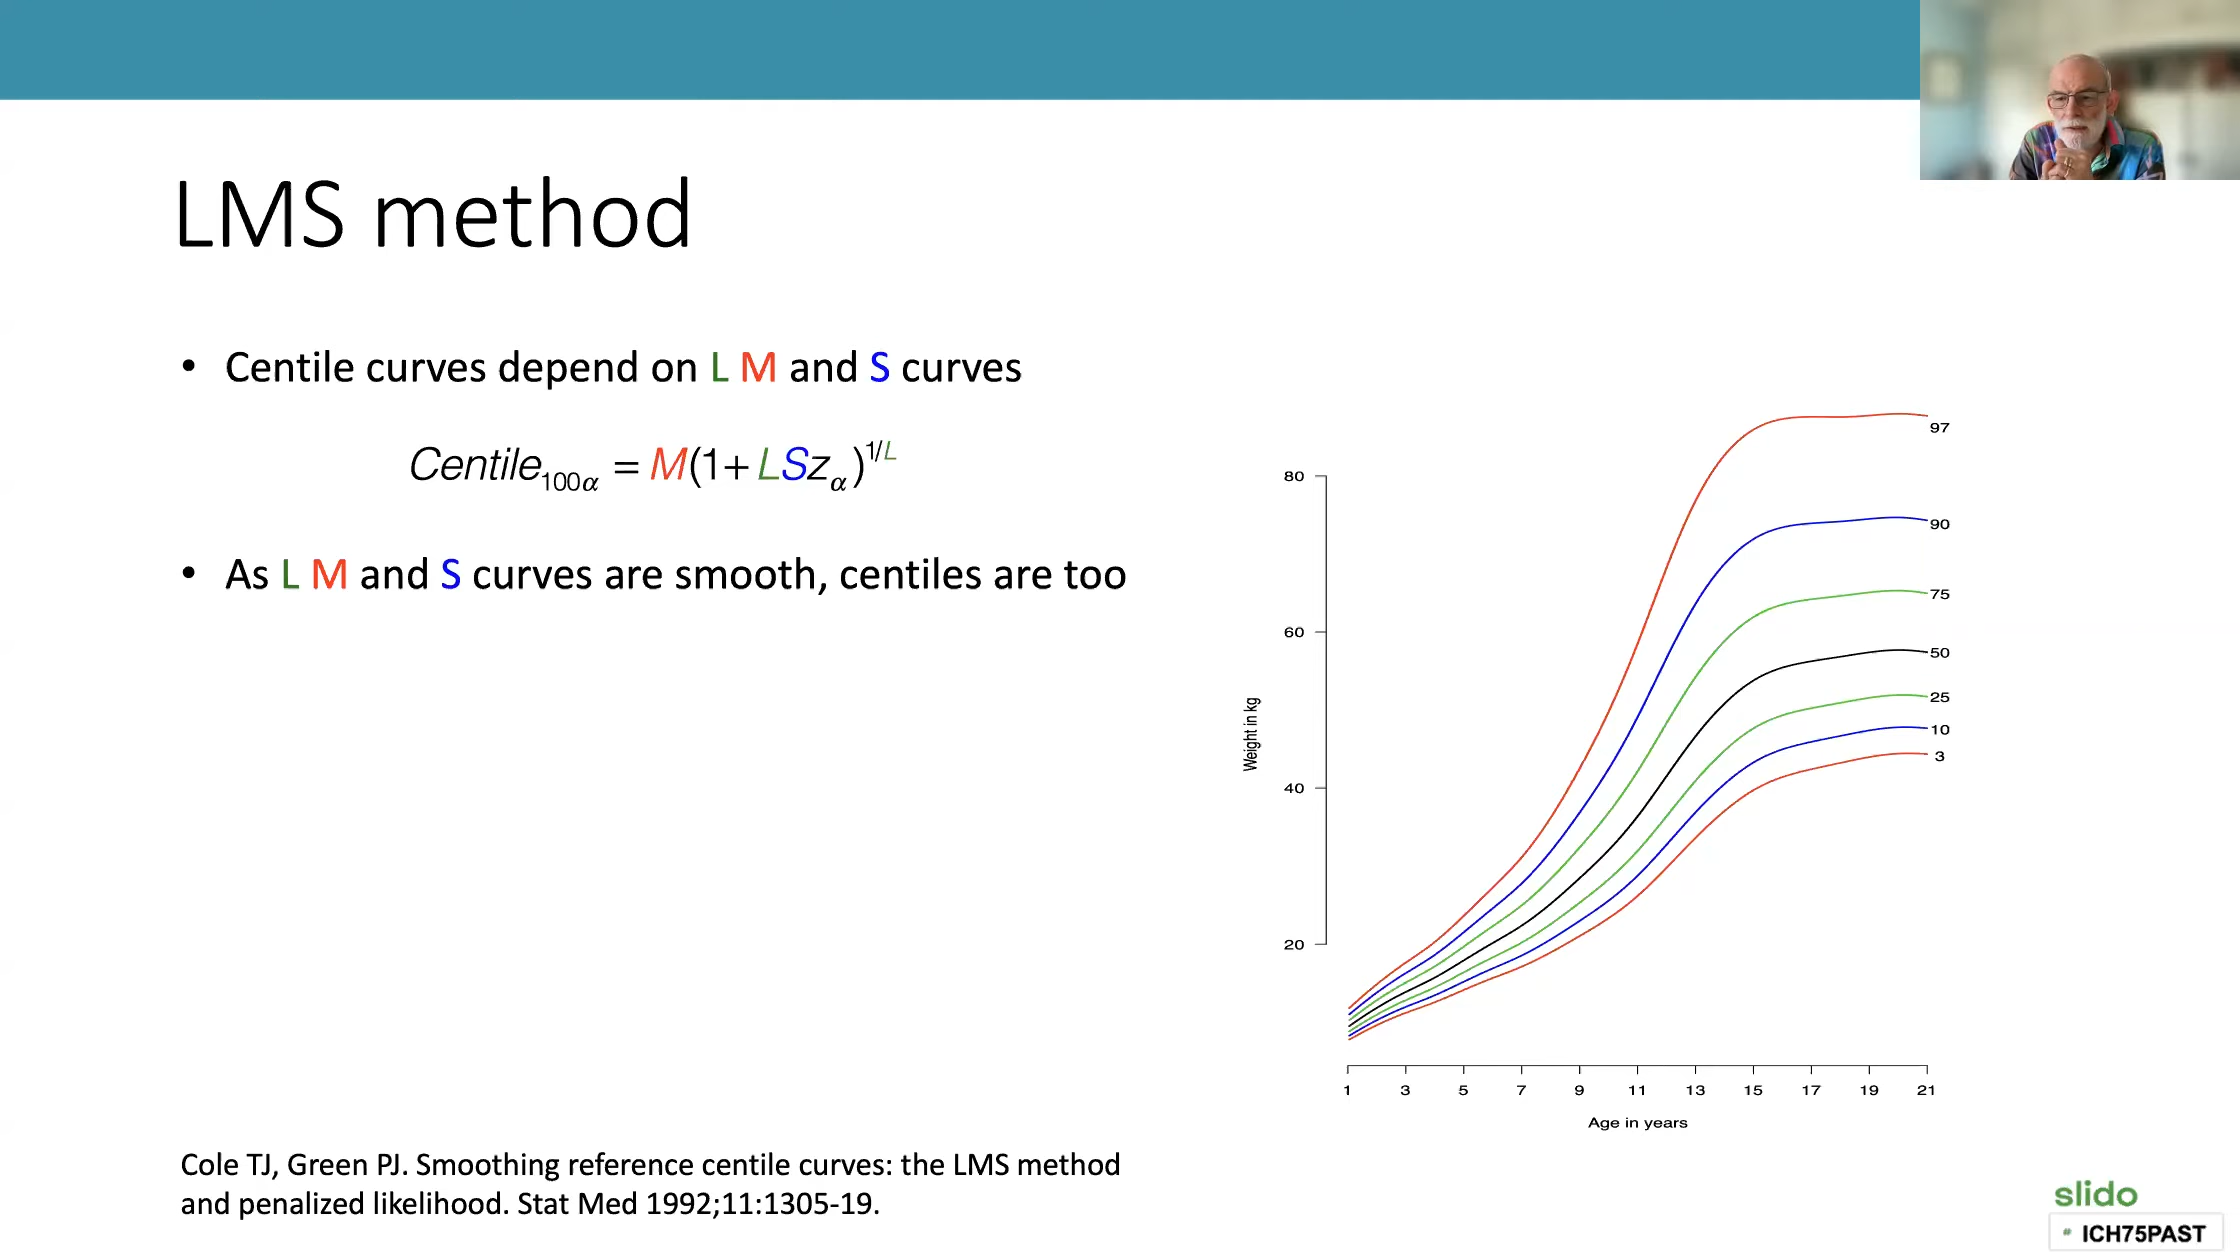 LMS method
• Centile curves depend on L M and S curves
Centile₁₀₀α = M(1+LSzα)^1/L
• As L M and S curves are smooth, centiles are too
97
90
75
50
25
10
3
80
60
40
20
Weight in kg
1 3 5 7 9 11 13 15 17 19 21
Age in years
Cole TJ, Green PJ. Smoothing reference centile curves: the LMS method
and penalized likelihood. Stat Med 1992;11:1305-19.
slido
# ICH75PAST